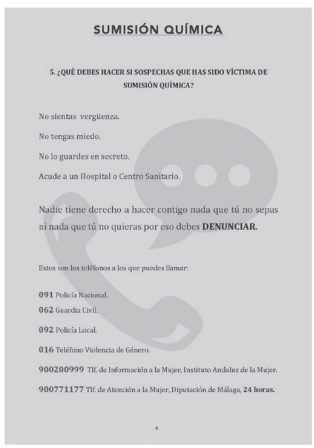 SUMISIÓN QUÍMICA
5. ¿QUÉ DEBES HACER SI SOSPECHAS QUE HAS SIDO VÍCTIMA DE
SUMISIÓN QUÍMICA?
No sientas vergüenza.
No tengas miedo.
No lo guardes en secreto.
Acude a un Hospital o Centro Sanitario.
Nadie tiene derecho a hacer contigo nada que tú no sepas
ni nada que tú no quieras por eso debes DENUNCIAR.
Estos son los teléfonos a los que puedes llamar:
091 Policía Nacional.
062 Guardia Civil.
092 Policía Local.
016 Teléfono Violencia de Género.
900200999 Tlf. de Información a la Mujer, Instituto Andaluz de la Mujer.
900771177 Tlf. de Atención a la Mujer, Diputación de Málaga, 24 horas.
4